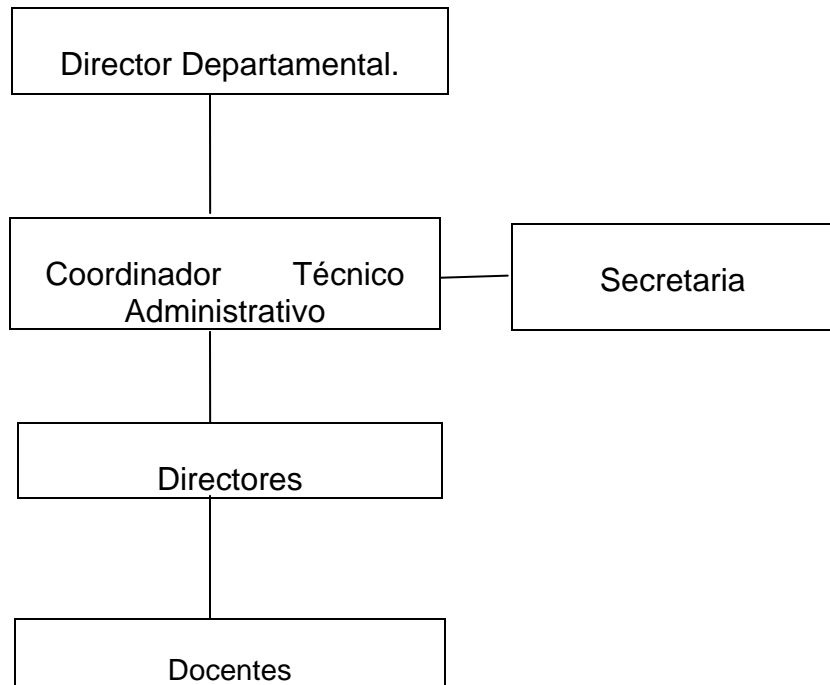 Director Departamental.
Coordinador Técnico
Administrativo
Secretaria
Directores
Docentes